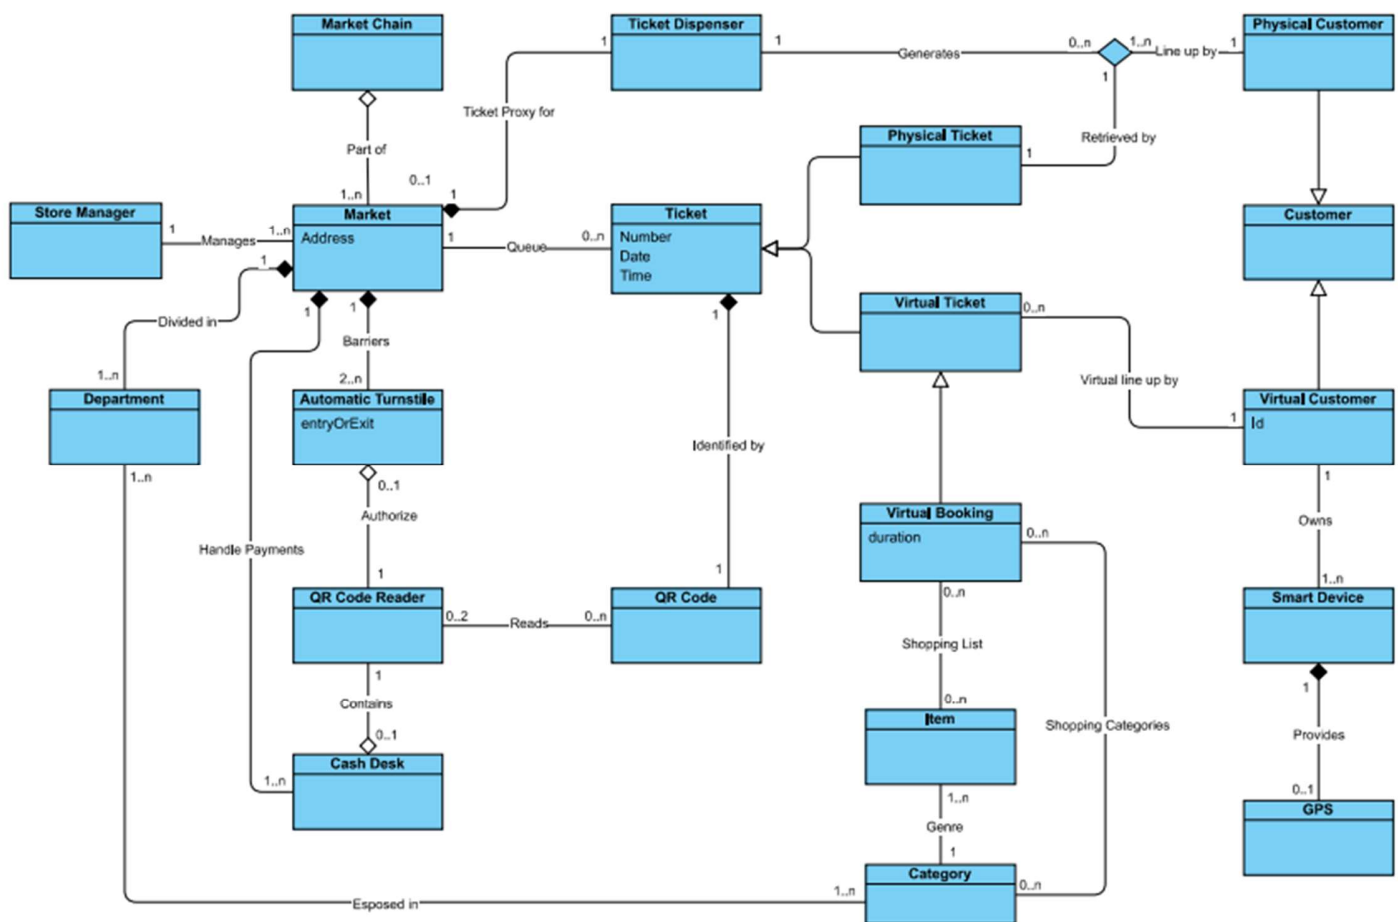 Market Chain
Ticket Dispenser
Physical Customer
1
1
Generates
0..n
1..n
Line up by
1
1
Ticket Proxy for
Physical Ticket
1
Retrieved by
Part of
0..1
1..n
1
Store Manager
Market
Address
Ticket
Number
Date
Time
Customer
1
Manages
1..n
1
Queue
0..n
1
1
1
1
Divided in
Barriers
Virtual Ticket
0..n
Virtual line up by
1..n
2..n
Department
Automatic Turnstile
entryOrExit
Virtual Customer
Id
1
Identified by
1..n
0..1
1
Authorize
Virtual Booking
duration
0..n
Owns
Handle Payments
1
1
1..n
QR Code Reader
QR Code
0..n
Smart Device
0..2
Reads
0..n
Shopping List
1
0..n
1
Contains
Item
Shopping Categories
Provides
0..1
Cash Desk
1..n
1..n
0..1
GPS
Genre
1
Category
1..n
0..n
Esposed in